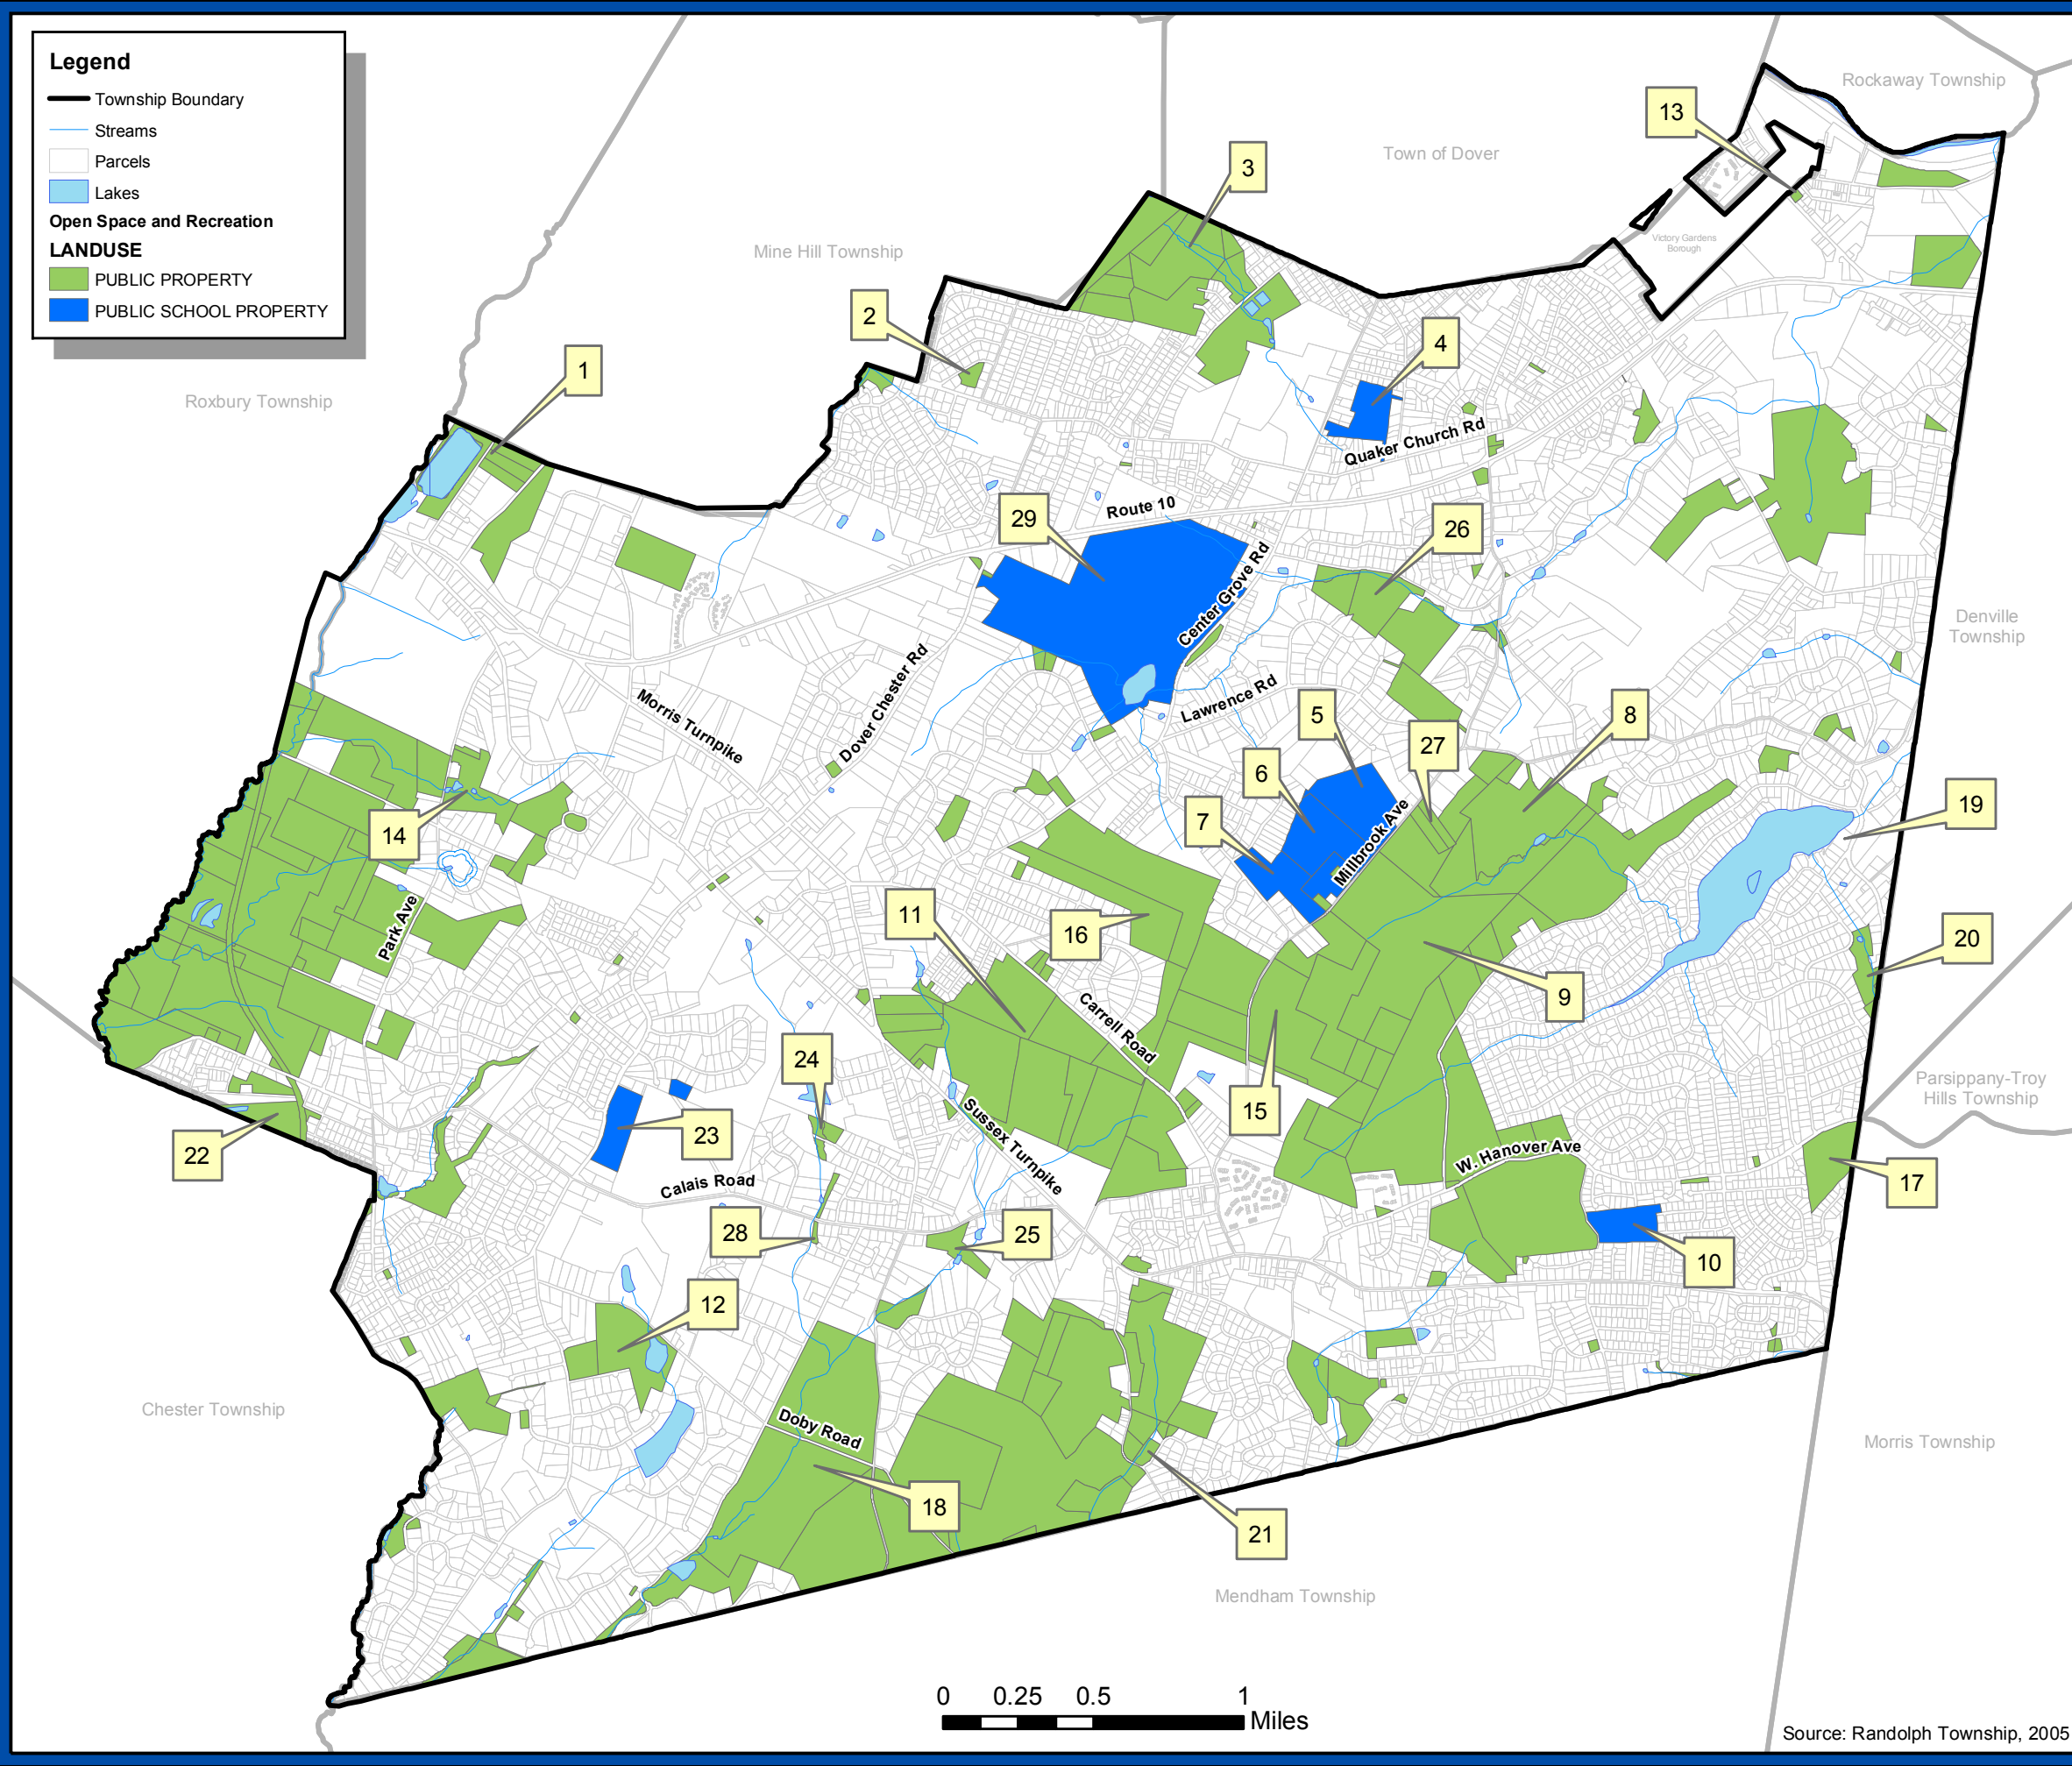 Legend
Township Boundary
Streams
Parcels
Lakes
Open Space and Recreation
LANDUSE
PUBLIC PROPERTY
PUBLIC SCHOOL PROPERTY
Rockaway Township
13
Town of Dover
3
Mine Hill Township
Victory Gardens
Borough
2
4
1
Roxbury Township
Quaker Church Rd
Route 10
29
26
Center Grove Rd
Denville
Township
Dover Chester Rd
Morris Turnpike
Lawrence Rd
5
8
27
6
19
7
14
Millbrook Ave
11
16
Park Ave
20
9
Carrell Road
24
15
Parsippany-Troy
Hills Township
Sussex Turnpike
23
22
W. Hanover Ave
17
Calais Road
28
25
10
12
Chester Township
Doby Road
Morris Township
18
21
Mendham Township
0 0.25 0.5 1
Miles
Source: Randolph Township, 2005